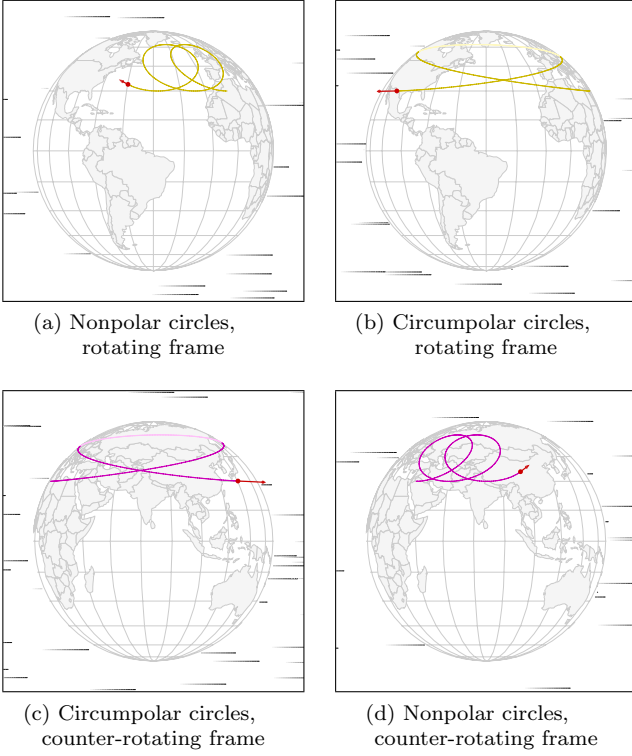 (a) Nonpolar circles,
rotating frame
(b) Circumpolar circles,
rotating frame
(c) Circumpolar circles,
counter-rotating frame
(d) Nonpolar circles,
counter-rotating frame